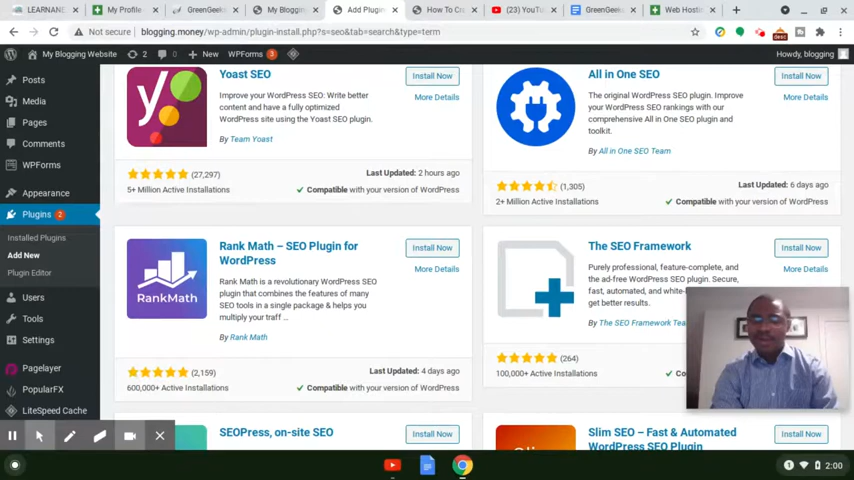 LEARNANE
My Profile
GreenGeeks
My Blogging
Add Plugin
How To Cre
(23) YouTu
GreenGeeks
Web Hostin
Not secure
blogging.money/wp-admin/plugin-install.php?s=seo&tab=search&type=term
desc
My Blogging Website
2
0
New
WPForms
3
Howdy, blogging
Posts
Media
Pages
Comments
WPForms
Appearance
Plugins 2
Installed Plugins
Add New
Plugin Editor
Users
Tools
Settings
Pagelayer
PopularFX
LiteSpeed Cache
Yoast SEO
Install Now
More Details
Improve your WordPress SEO: Write better
content and have a fully optimized
WordPress site using the Yoast SEO plugin.
By Team Yoast
(27,297)
Last Updated: 2 hours ago
5+ Million Active Installations
Compatible with your version of WordPress
All in One SEO
Install Now
More Details
The original WordPress SEO plugin. Improve
your WordPress SEO rankings with our
comprehensive All in One SEO plugin and
toolkit.
By All in One SEO Team
(1,305)
Last Updated: 6 days ago
2+ Million Active Installations
Compatible with your version of WordPress
RankMath
Rank Math – SEO Plugin for
WordPress
Install Now
More Details
Rank Math is a revolutionary WordPress SEO
plugin that combines the features of many
SEO tools in a single package & helps you
multiply your traff ...
By Rank Math
(2,159)
Last Updated: 4 days ago
600,000+ Active Installations
Compatible with your version of WordPress
The SEO Framework
Install Now
More Details
Purely professional, feature-complete, and
the ad-free WordPress SEO plugin. Secure,
fast, automated, and white-
get better results.
By The SEO Framework Tea
(264)
100,000+ Active Installations
Co
SEOPress, on-site SEO
Install Now
Slim
Slim SEO – Fast & Automated
WordPress SEO Plugin
Install Now
1
2:00